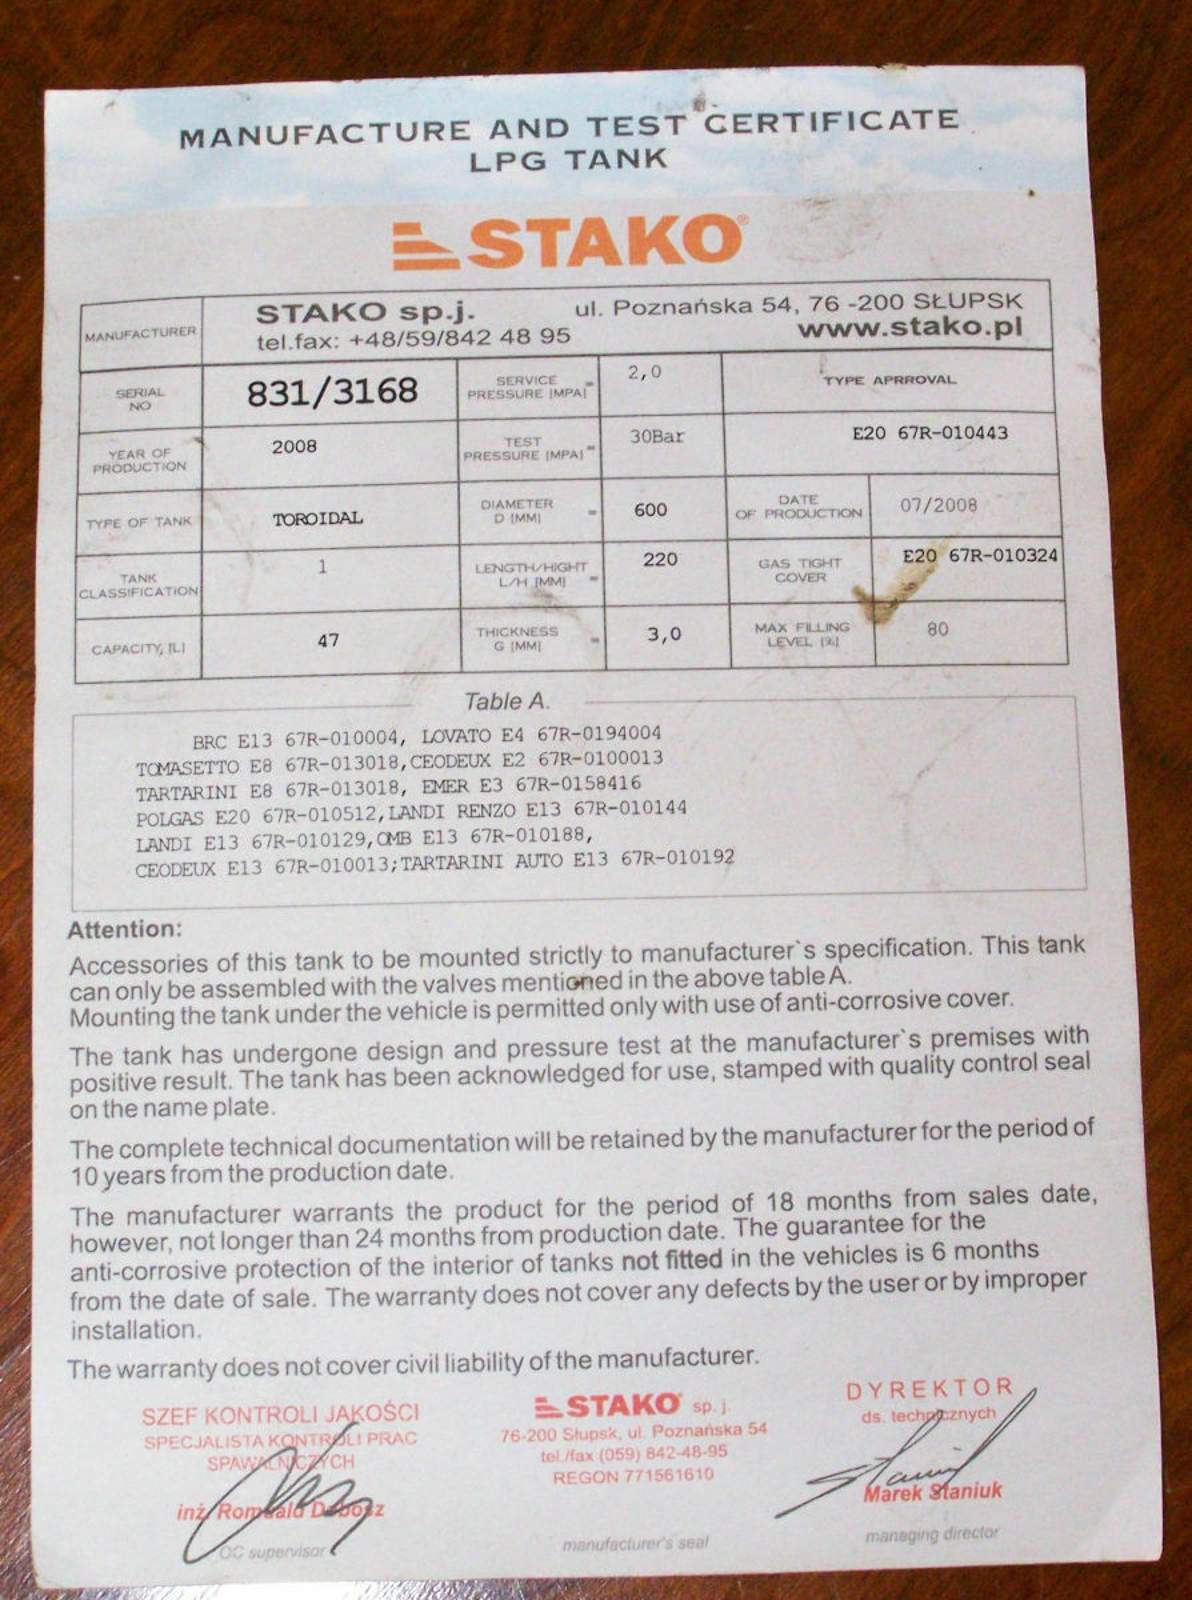 MANUFACTURE AND TEST CERTIFICATE
LPG TANK
STAKO®
MANUFACTURER
STAKO sp.j. ul. Poznańska 54, 76 -200 SŁUPSK
tel.fax: +48/59/842 48 95 www.stako.pl
SERIAL NO 831/3168 SERVICE PRESSURE [MPA] = 2,0 TYPE APRROVAL
YEAR OF PRODUCTION 2008 TEST PRESSURE [MPA] = 30Bar E20 67R-010443
TYPE OF TANK TOROIDAL DIAMETER D [MM] = 600 DATE OF PRODUCTION 07/2008
TANK CLASSIFICATION 1 LENGTH/HIGHT L/H [MM] = 220 GAS TIGHT COVER E20 67R-010324
CAPACITY, [L] 47 THICKNESS G [MM] = 3,0 MAX FILLING LEVEL [%] 80
Table A.
BRC E13 67R-010004, LOVATO E4 67R-0194004
TOMASETTO E8 67R-013018,CEODEUX E2 67R-0100013
TARTARINI E8 67R-013018, EMER E3 67R-0158416
POLGAS E20 67R-010512,LANDI RENZO E13 67R-010144
LANDI E13 67R-010129,OMB E13 67R-010188,
CEODEUX E13 67R-010013;TARTARINI AUTO E13 67R-010192
Attention:
Accessories of this tank to be mounted strictly to manufacturer`s specification. This tank
can only be assembled with the valves mentioned in the above table A.
Mounting the tank under the vehicle is permitted only with use of anti-corrosive cover.
The tank has undergone design and pressure test at the manufacturer`s premises with
positive result. The tank has been acknowledged for use, stamped with quality control seal
on the name plate.
The complete technical documentation will be retained by the manufacturer for the period of
10 years from the production date.
The manufacturer warrants the product for the period of 18 months from sales date,
however, not longer than 24 months from production date. The guarantee for the
anti-corrosive protection of the interior of tanks not fitted in the vehicles is 6 months
from the date of sale. The warranty does not cover any defects by the user or by improper
installation.
The warranty does not cover civil liability of the manufacturer.
SZEF KONTROLI JAKOŚCI
SPECJALISTA KONTROLI PRAC
SPAWALNICZYCH
inż. Romuald
QC supervisor
STAKO® sp. j.
76-200 Słupsk, ul. Poznańska 54
tel./fax (059) 842-48-95
REGON 771561610
manufacturer's seal
DYREKTOR
ds. technicznych
Marek Staniuk
managing director